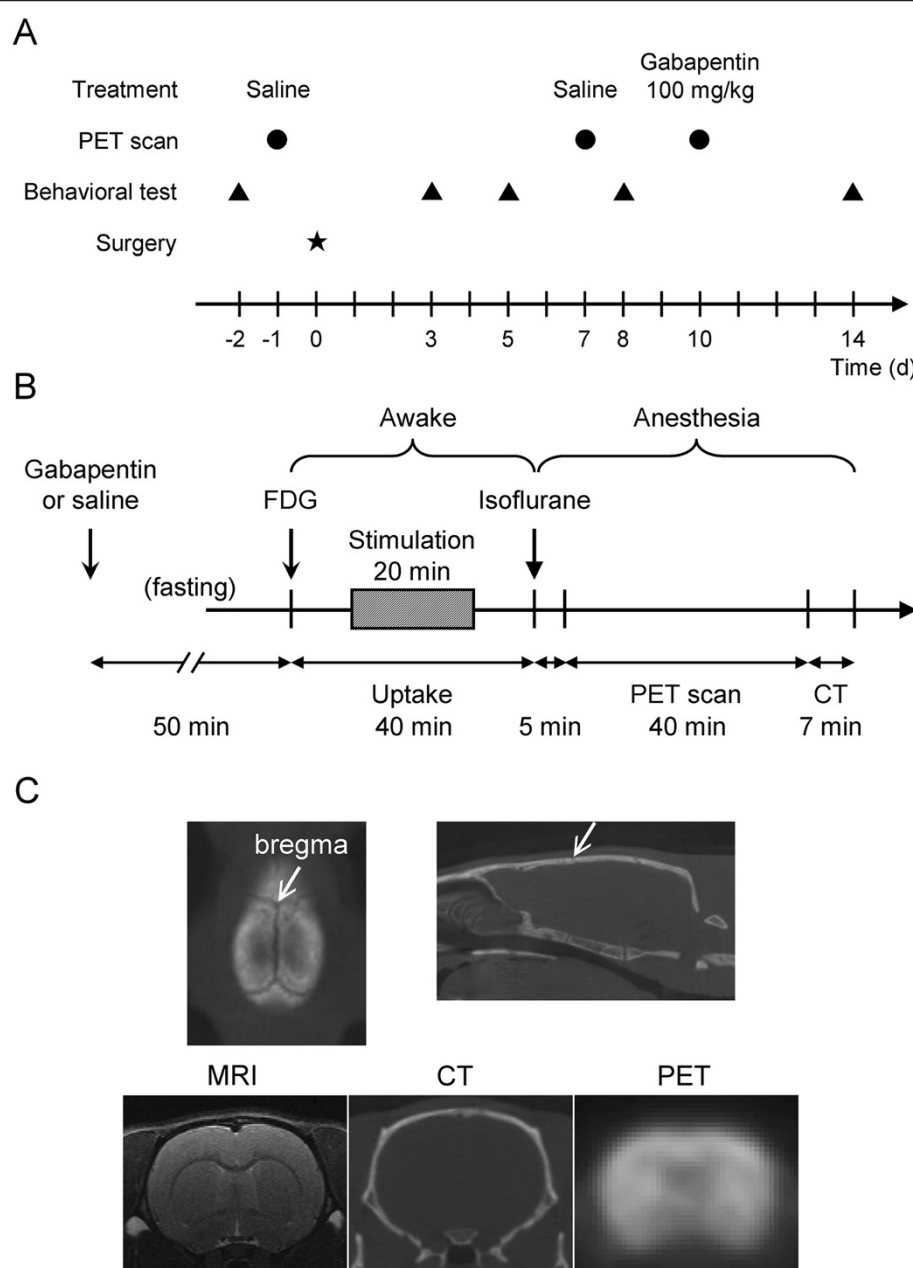 A
Treatment Saline Saline Gabapentin
100 mg/kg
PET scan
Behavioral test
Surgery
-2 -1 0 3 5 7 8 10 14
Time (d)
B
Awake Anesthesia
Gabapentin
or saline
FDG Isoflurane
Stimulation
20 min
(fasting)
Uptake PET scan CT
50 min 40 min 5 min 40 min 7 min
C
bregma
MRI CT PET